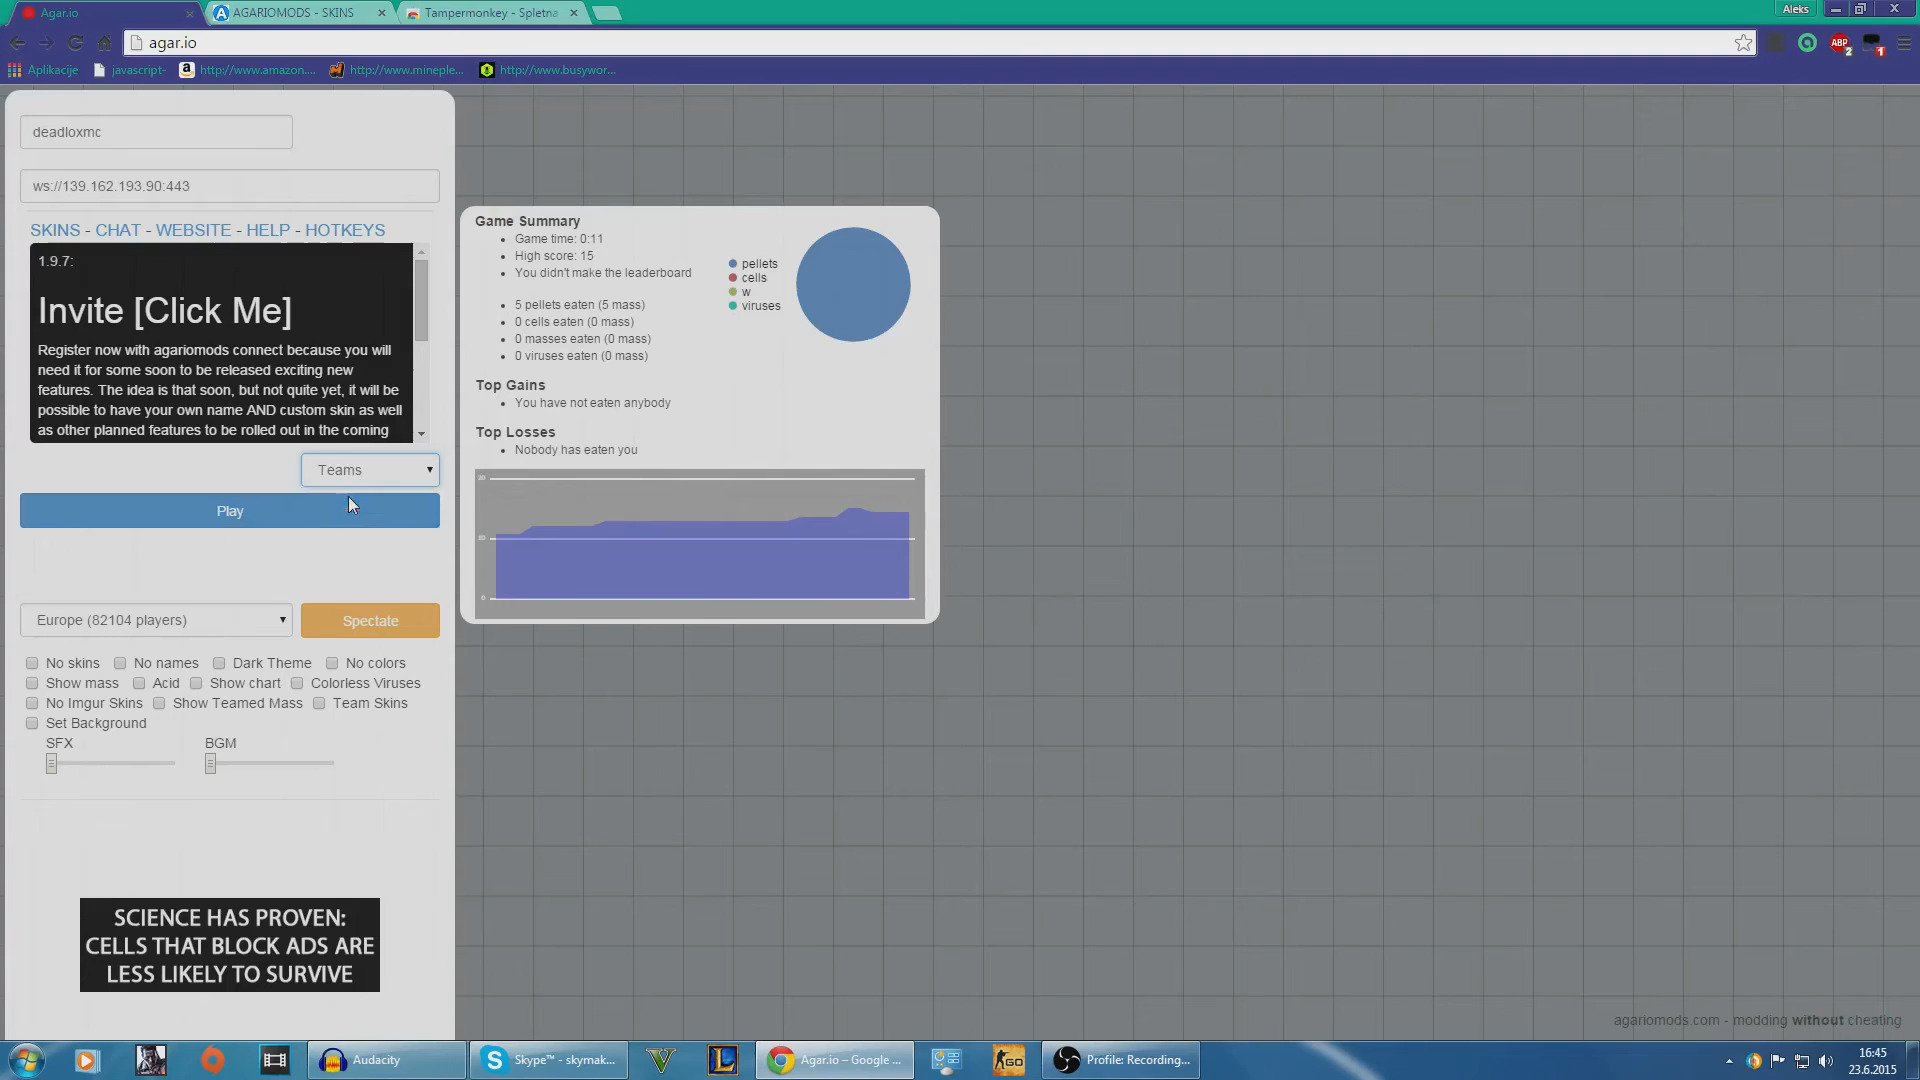 Agar.io
AGARIOMODS - SKINS
Tampermonkey - Spletna
Aleks
agar.io
ABP
2
1
Aplikacije
javascript-
http://www.amazon....
http://www.mineple...
http://www.busywor...
deadloxmc
ws://139.162.193.90:443
SKINS - CHAT - WEBSITE - HELP - HOTKEYS
1.9.7:
Invite [Click Me]
Register now with agariomods connect because you will
need it for some soon to be released exciting new
features. The idea is that soon, but not quite yet, it will be
possible to have your own name AND custom skin as well
as other planned features to be rolled out in the coming
Teams
Play
Europe (82104 players)
Spectate
No skins No names Dark Theme No colors
Show mass Acid Show chart Colorless Viruses
No Imgur Skins Show Teamed Mass Team Skins
Set Background
SFX BGM
SCIENCE HAS PROVEN:
CELLS THAT BLOCK ADS ARE
LESS LIKELY TO SURVIVE
Game Summary
Game time: 0:11
High score: 15
You didn't make the leaderboard
5 pellets eaten (5 mass)
0 cells eaten (0 mass)
0 masses eaten (0 mass)
0 viruses eaten (0 mass)
pellets
cells
w
viruses
Top Gains
You have not eaten anybody
Top Losses
Nobody has eaten you
20
10
0
agariomods.com - modding without cheating
Audacity
Skype™ - skymak...
Agar.io – Google ...
GO
Profile: Recording...
16:45
23.6.2015